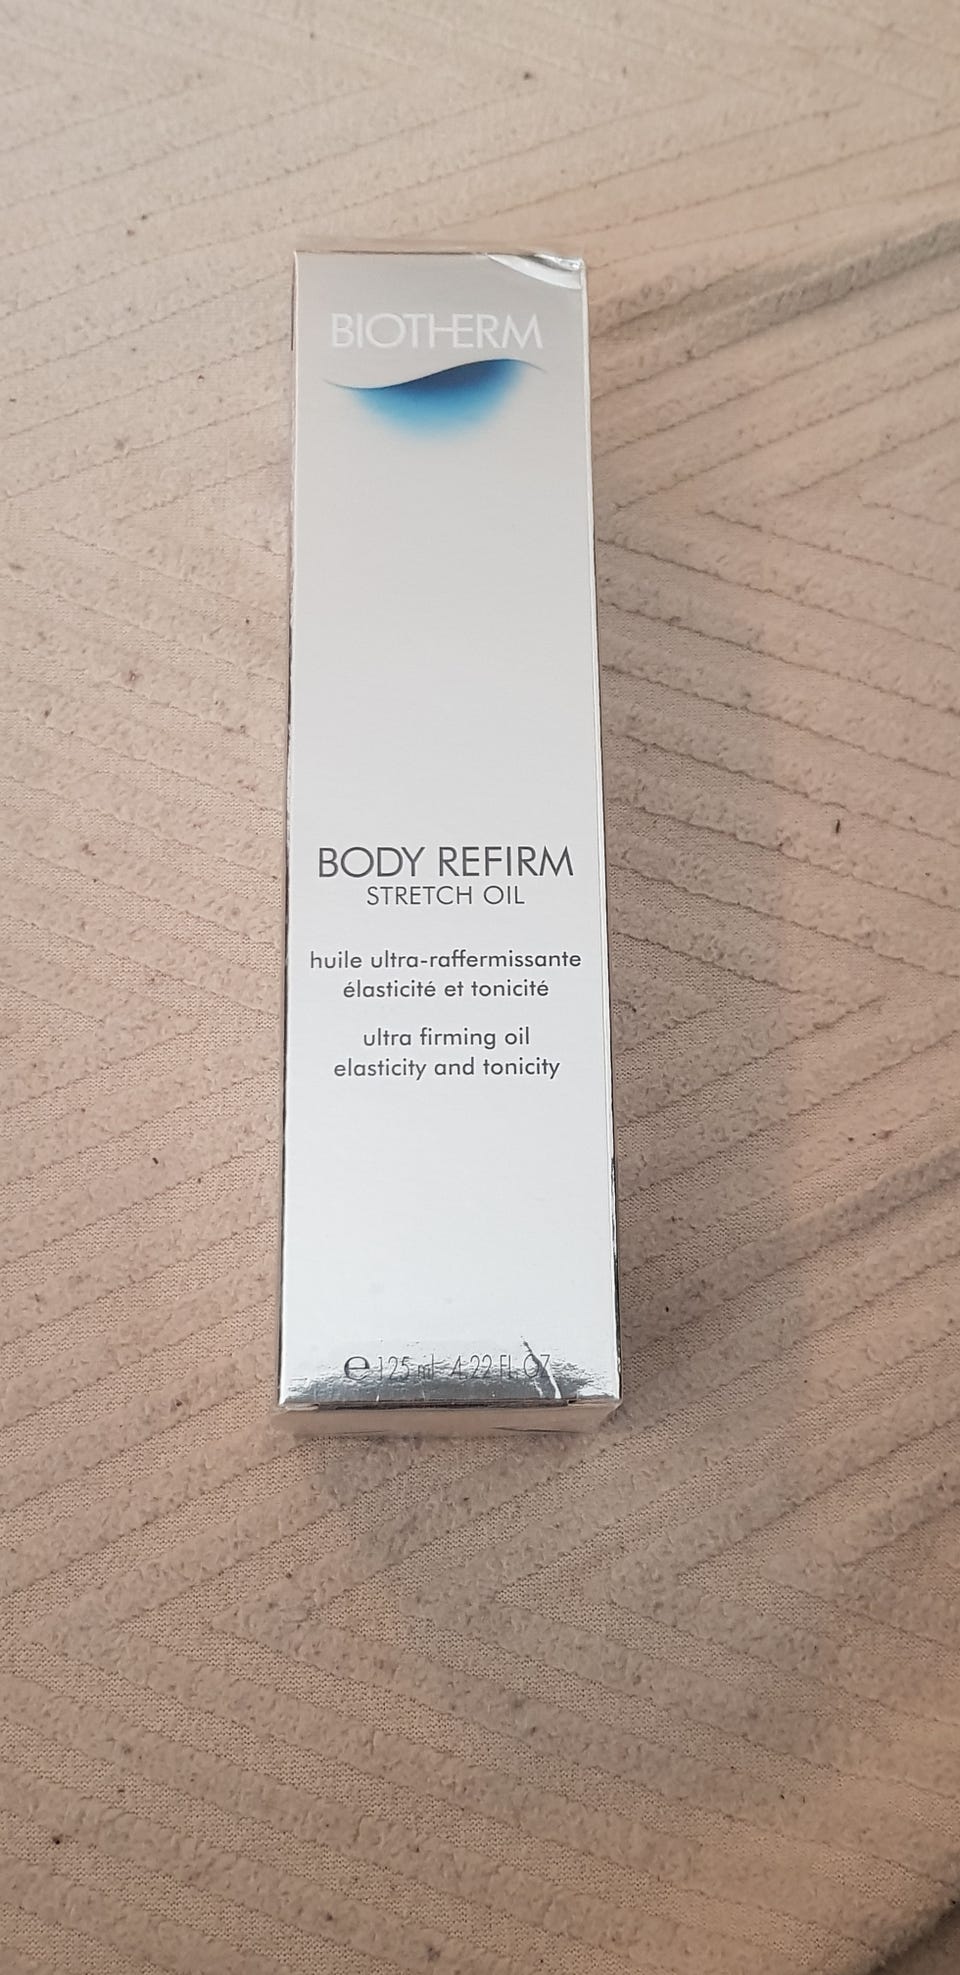 BIOTHERM
BODY REFIRM
STRETCH OIL
huile ultra-raffermissante
élasticité et tonicité
ultra firming oil
elasticity and tonicity
℮ 125 ml 4.22 FL. OZ